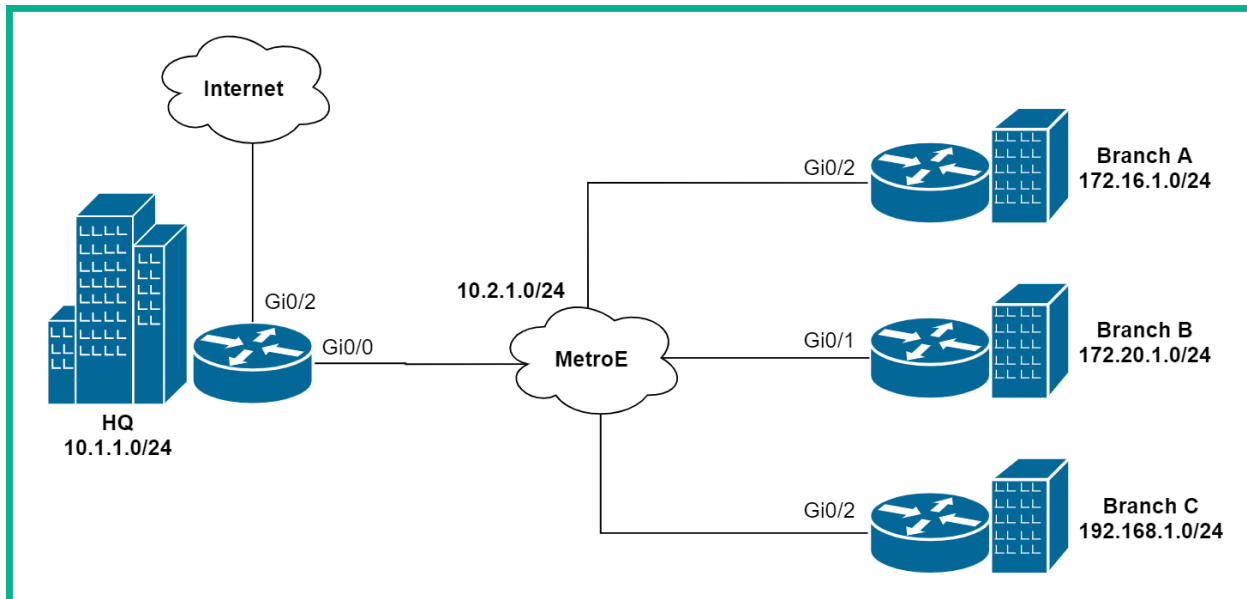 Internet
Gi0/2
Gi0/0
HQ
10.1.1.0/24
10.2.1.0/24
MetroE
Gi0/2
Branch A
172.16.1.0/24
Gi0/1
Branch B
172.20.1.0/24
Gi0/2
Branch C
192.168.1.0/24